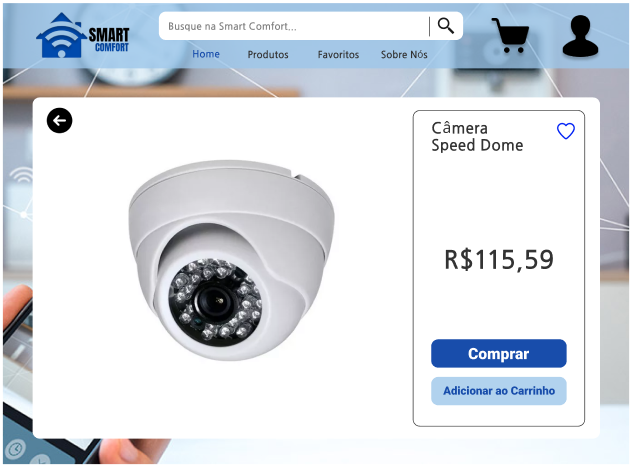 SMART
COMFORT
Busque na Smart Comfort...
Home
Produtos
Favoritos
Sobre Nós
Câmera
Speed Dome
R$115,59
Comprar
Adicionar ao Carrinho